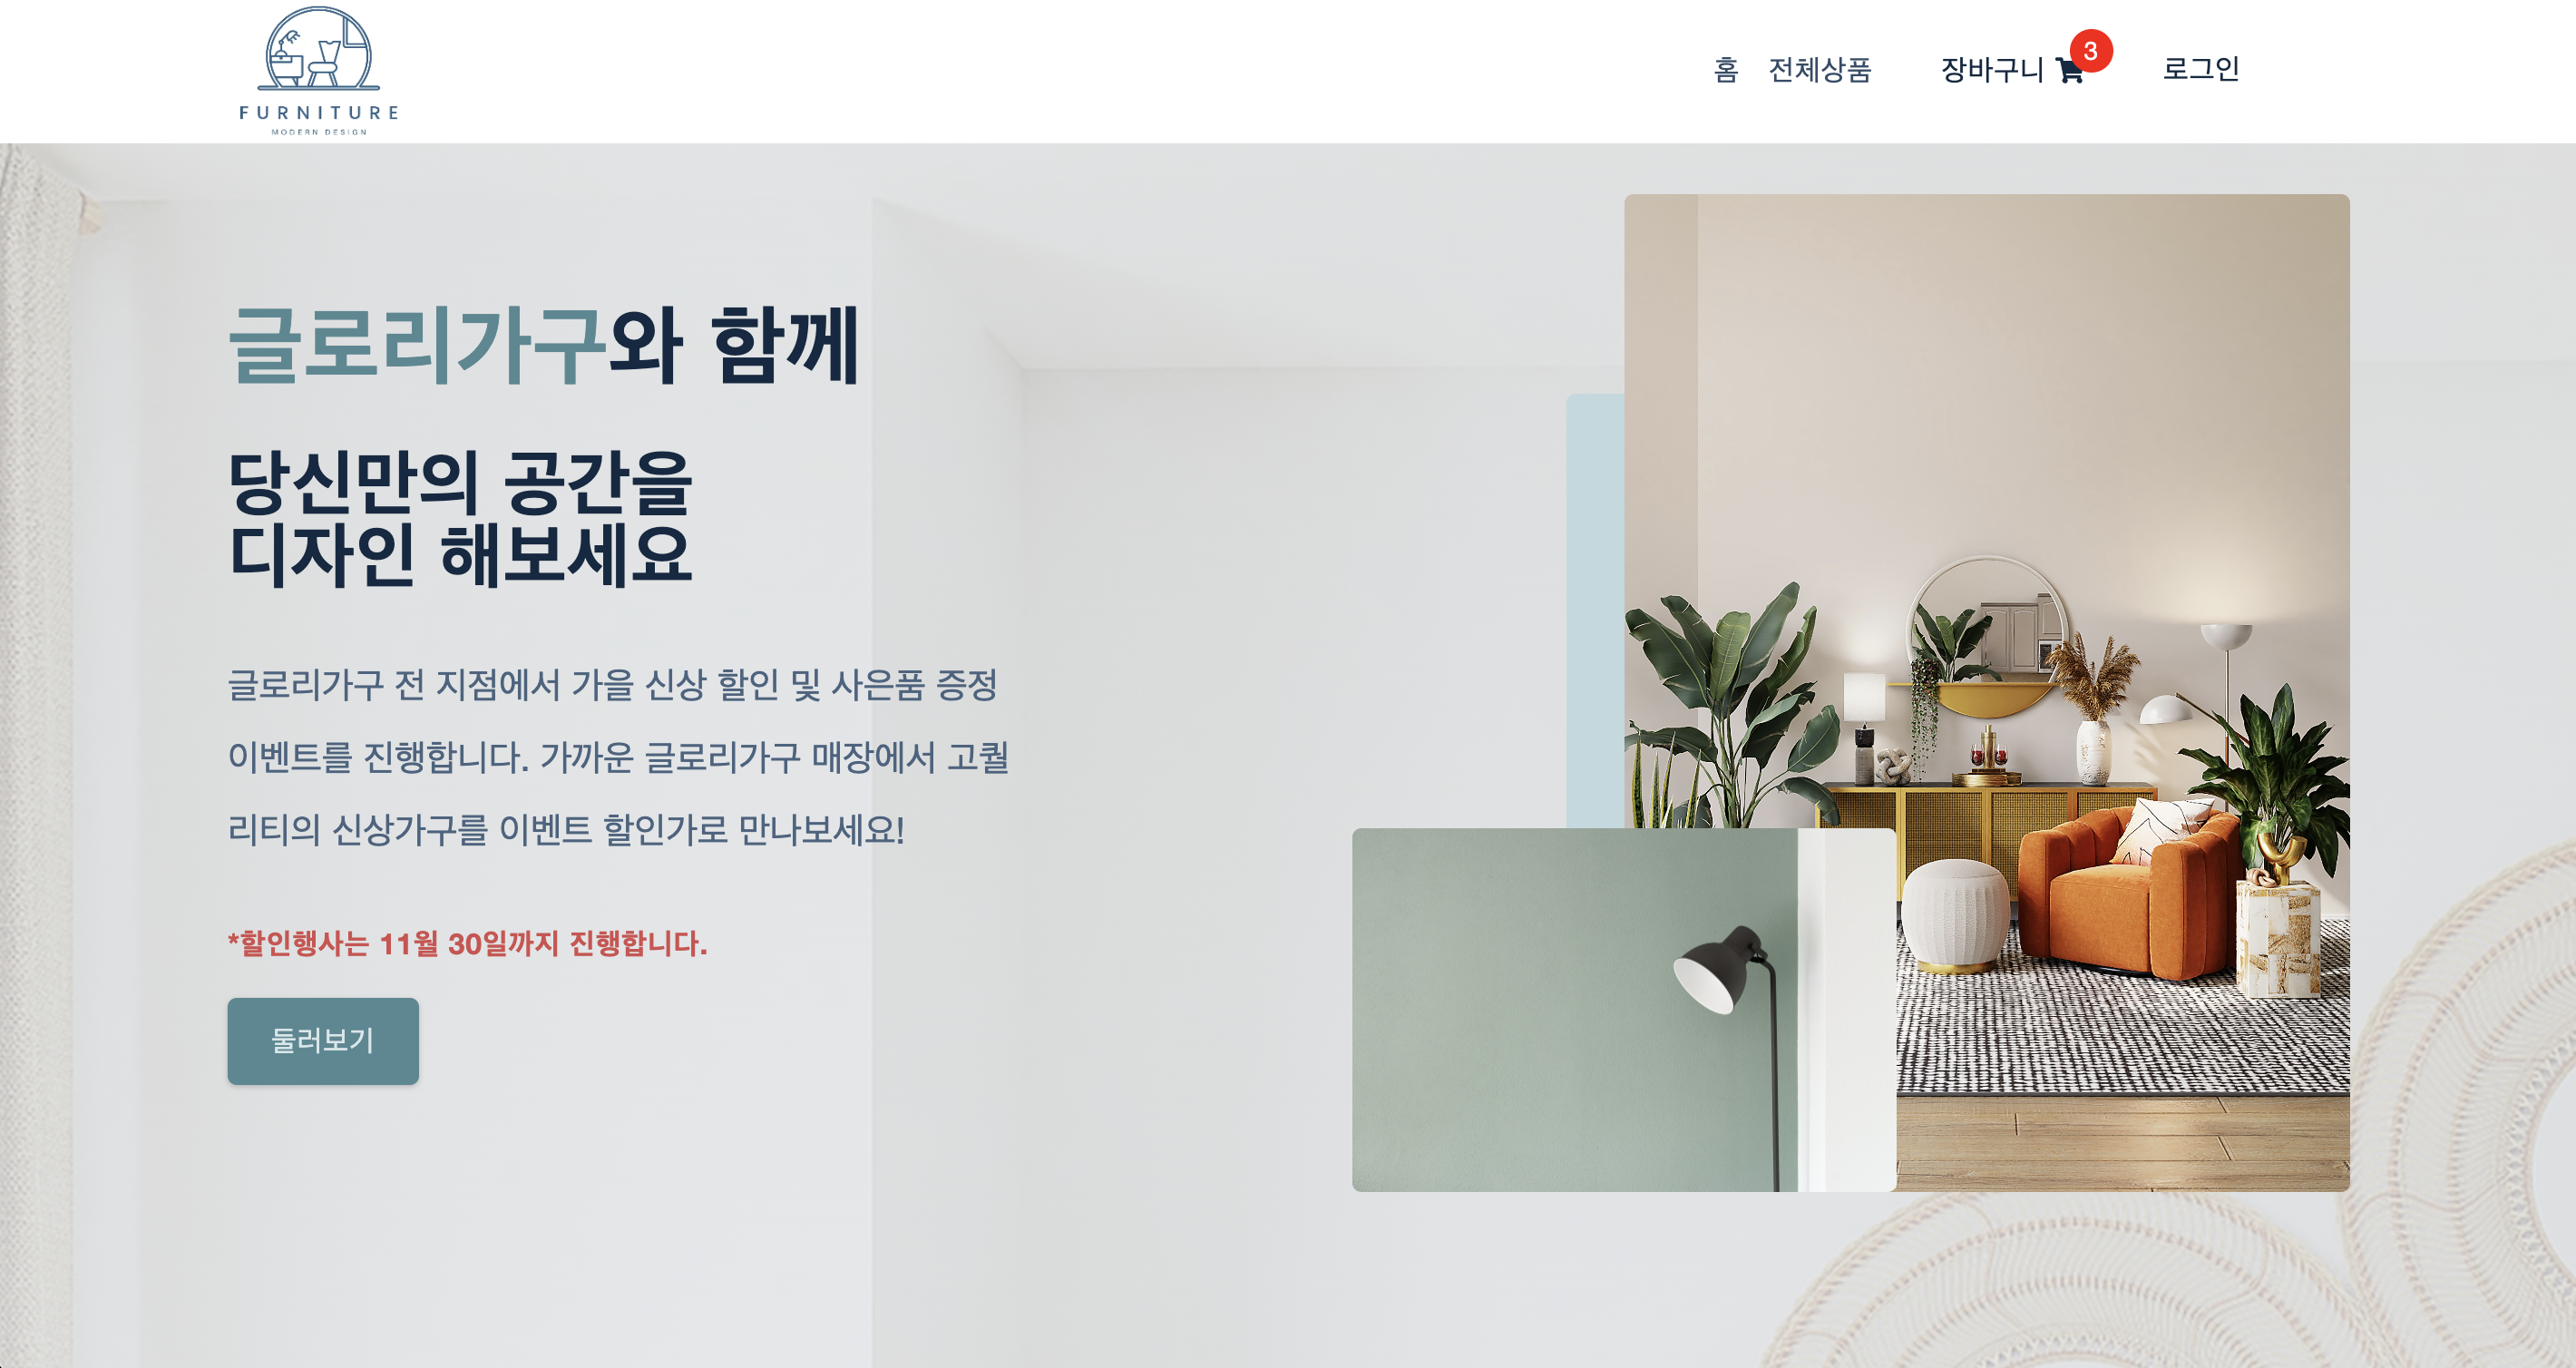 FURNITURE
MODERN DESIGN
홈 전체상품 장바구니 3 로그인
글로리가구와 함께
당신만의 공간을
디자인 해보세요
글로리가구 전 지점에서 가을 신상 할인 및 사은품 증정
이벤트를 진행합니다. 가까운 글로리가구 매장에서 고퀄
리티의 신상가구를 이벤트 할인가로 만나보세요!
*할인행사는 11월 30일까지 진행합니다.
둘러보기